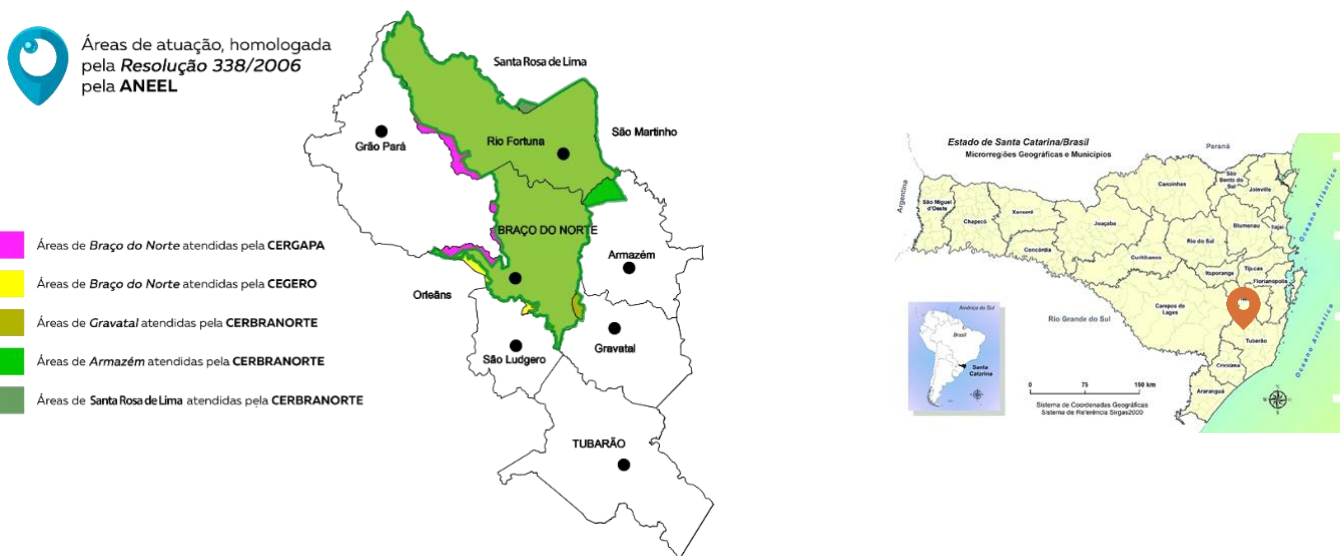 Áreas de atuação, homologada
pela Resolução 338/2006
pela ANEEL
Áreas de Braço do Norte atendidas pela CERGAPA
Áreas de Braço do Norte atendidas pela CEGERO
Áreas de Gravatal atendidas pela CERBRANORTE
Áreas de Armazém atendidas pela CERBRANORTE
Áreas de Santa Rosa de Lima atendidas pela CERBRANORTE
Santa Rosa de Lima
São Martinho
Grão Pará
Rio Fortuna
BRAÇO DO NORTE
Armazém
Orleãns
São Ludgero
Gravatal
TUBARÃO
Estado de Santa Catarina/Brasil
Microrregiões Geográficas e Municípios
Paraná
Argentina
São Miguel
d'Oeste
Chapecó
Xanxerê
Concórdia
Joaçaba
Canoinhas
São
Bento do
Sul
Joinville
Curitibanos
Rio do Sul
Blumenau
Itajaí
Ituporanga
Tijucas
Florianópolis
Campos de
Lages
Tubarão
Criciúma
Araranguá
Rio Grande do Sul
Oceano Atlântico
Oceano Atlântico
América do Sul
Brasil
Santa
Catarina
0 75 150 km
Sistema de Coordenadas Geográficas
Sistema de Referência Sirgas2000